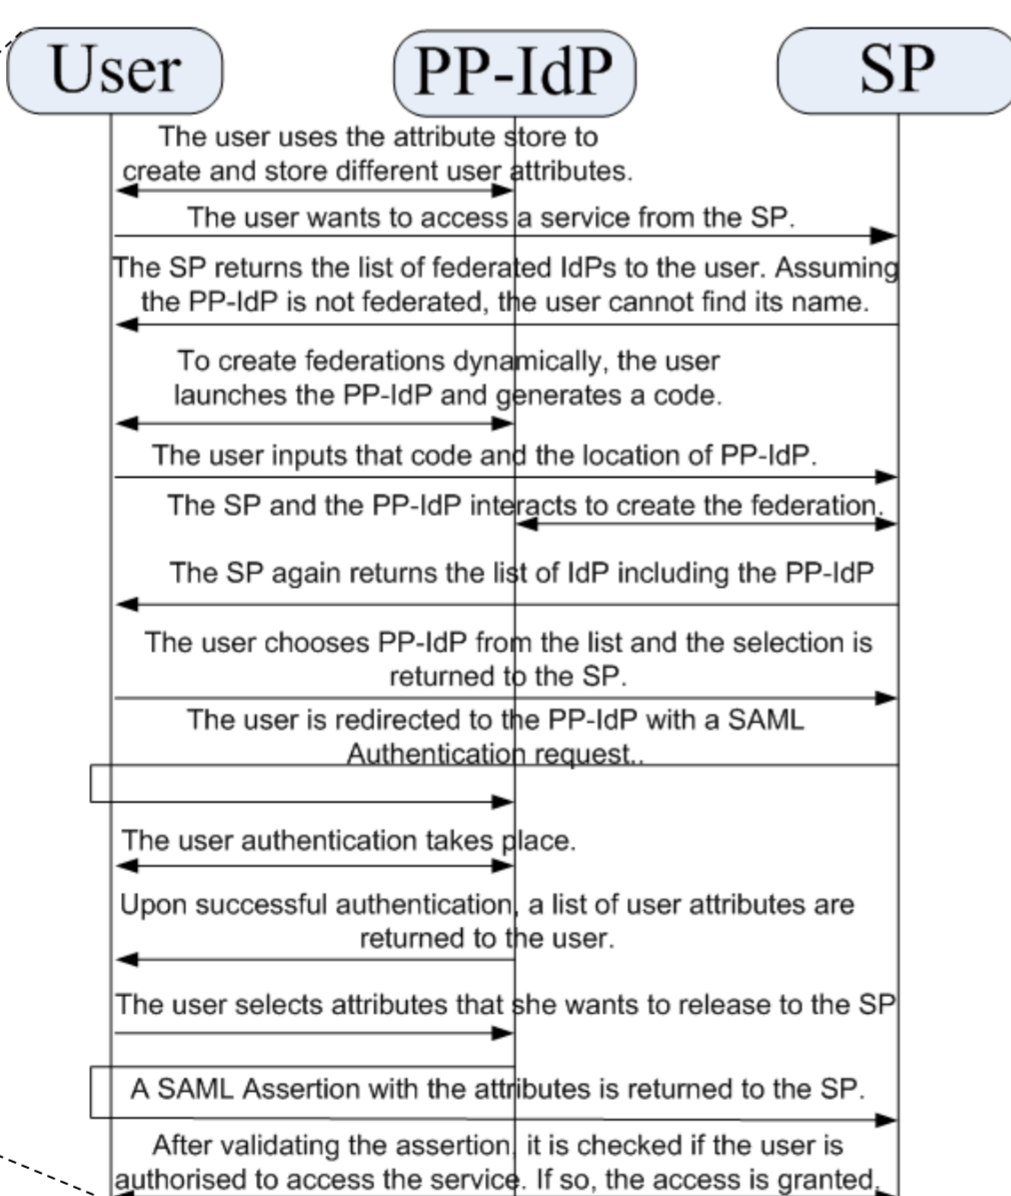 User
PP-IdP
SP
The user uses the attribute store to
create and store different user attributes.
The user wants to access a service from the SP.
The SP returns the list of federated IdPs to the user. Assuming
the PP-IdP is not federated, the user cannot find its name.
To create federations dynamically, the user
launches the PP-IdP and generates a code.
The user inputs that code and the location of PP-IdP.
The SP and the PP-IdP interacts to create the federation.
The SP again returns the list of IdP including the PP-IdP
The user chooses PP-IdP from the list and the selection is
returned to the SP.
The user is redirected to the PP-IdP with a SAML
Authentication request..
The user authentication takes place.
Upon successful authentication, a list of user attributes are
returned to the user.
The user selects attributes that she wants to release to the SP
A SAML Assertion with the attributes is returned to the SP.
After validating the assertion, it is checked if the user is
authorised to access the service. If so, the access is granted.